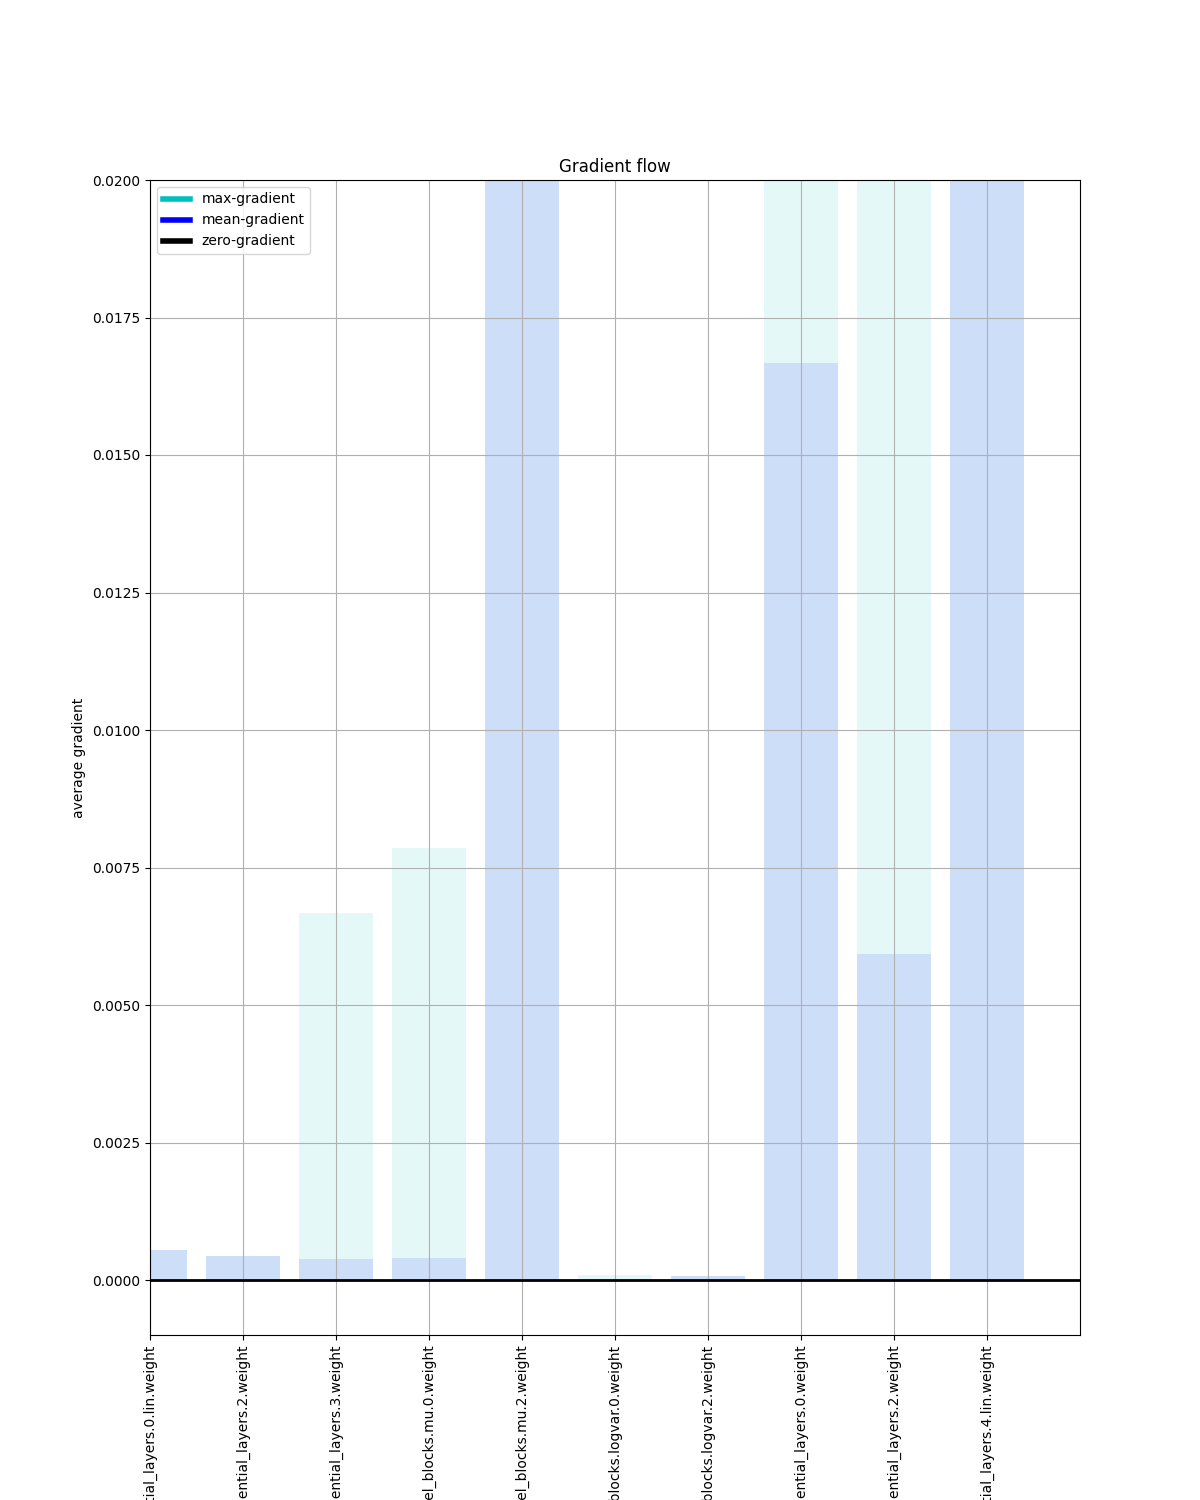 Gradient flow
max-gradient
mean-gradient
zero-gradient
0.0200
0.0175
0.0150
0.0125
0.0100
0.0075
0.0050
0.0025
0.0000
average gradient
tial_layers.0.lin.weight
ential_layers.2.weight
ential_layers.3.weight
el_blocks.mu.0.weight
el_blocks.mu.2.weight
blocks.logvar.0.weight
blocks.logvar.2.weight
ential_layers.0.weight
ential_layers.2.weight
tial_layers.4.lin.weight